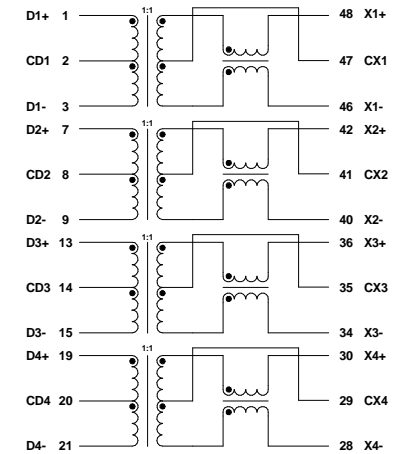 D1+ 1 1:1 48 X1+
CD1 2 47 CX1
D1- 3 46 X1-
D2+ 7 1:1 42 X2+
CD2 8 41 CX2
D2- 9 40 X2-
D3+ 13 1:1 36 X3+
CD3 14 35 CX3
D3- 15 34 X3-
D4+ 19 1:1 30 X4+
CD4 20 29 CX4
D4- 21 28 X4-